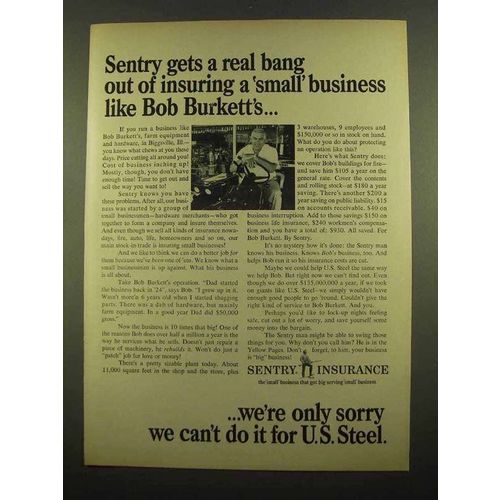 Sentry gets a real bang
out of insuring a 'small' business
like Bob Burkett's...
If you run a business like
Bob Burkett's, farm equipment
and hardware, in Biggsville, Ill.—
you know what chews at you these
days. Price cutting all around you!
Cost of business inching up!
Mostly, though, you don't have
enough time! Time to get out and
sell the way you want to!
Sentry knows you have
these problems. After all, our busi-
ness was started by a group of
small businessmen—hardware merchants—who got
together to form a company and insure themselves.
And even though we sell all kinds of insurance nowa-
days, fire, auto, life, homeowners and so on, our
main stock-in-trade is insuring small businesses!
And we like to think we can do a better job for
them because we've been one of 'em. We know what a
small businessman is up against. What his business
is all about.
Take Bob Burkett's operation. "Dad started
the business back in '24", says Bob. "I grew up in it.
Wasn't more'n 6 years old when I started dragging
parts. There was a dab of hardware, but mainly
farm equipment. In a good year Dad did $50,000
gross."
Now the business is 10 times that big! One of
the reasons Bob does over half a million a year is the
way he services what he sells. Doesn't just repair a
piece of machinery, he rebuilds it. Won't do just a
"patch" job for love or money!
There's a pretty sizable plant today. About
11,000 square feet in the shop and the store, plus
3 warehouses, 9 employees and
$150,000 or so in stock on hand.
What do you do about protecting
an operation like this?
Here's what Sentry does:
we cover Bob's buildings for fire—
and save him $105 a year on
the general rate. Cover the contents
and rolling stock—at $180 a year
saving. There's another $200 a
year saving on public liability. $15
on accounts receivable. $40 on
business interruption. Add to those savings $150 on
business life insurance, $240 workmen's compensa-
tion and you have a total of: $930. All saved. For
Bob Burkett. By Sentry.
It's no mystery how it's done: the Sentry man
knows his business. Knows Bob's business, too. And
helps Bob run it so his insurance costs are cut.
Maybe we could help U.S. Steel the same way
we help Bob. But right now we can't find out. Even
though we do over $135,000,000 a year, if we took
on giants like U.S. Steel—we simply wouldn't have
enough good people to go 'round. Couldn't give the
right kind of service to Bob Burkett. And you.
Perhaps you'd like to lock-up nights feeling
safe, cut out a lot of worry, and save yourself some
money into the bargain.
The Sentry man might be able to swing those
things for you. Why don't you call him? He is in the
Yellow Pages. Don't forget, to him, your business
is "big" business!
SENTRY INSURANCE
the 'small' business that got big serving 'small' business
...we're only sorry
we can't do it for U.S. Steel.